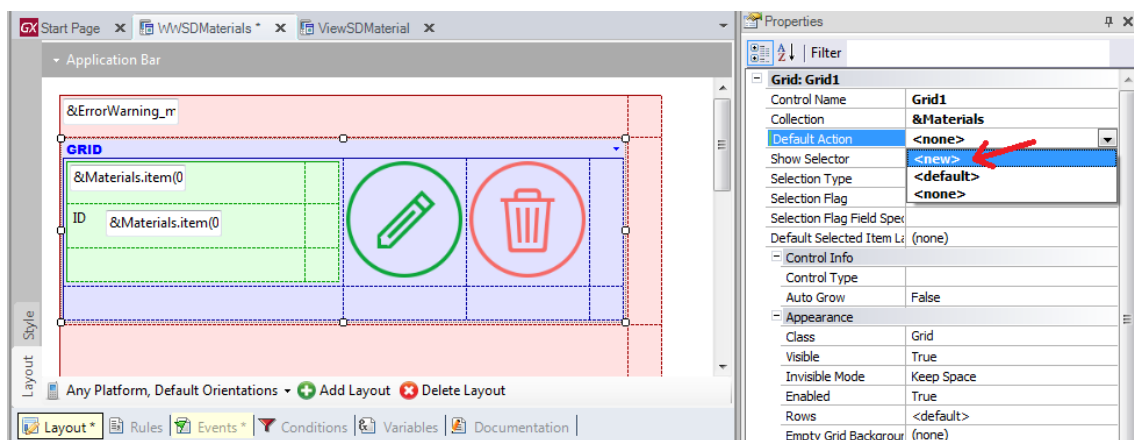 GX Start Page X WWSDMaterials * X ViewSDMaterial X
Application Bar
&ErrorWarning_m
GRID
&Materials.item(0
ID &Materials.item(0
Style
Layout
Any Platform, Default Orientations Add Layout Delete Layout
Layout * Rules Events * Conditions Variables Documentation
Properties
Filter
Grid: Grid1
Control Name Grid1
Collection &Materials
Default Action <none>
Show Selector <new>
Selection Type <default>
Selection Flag <none>
Selection Flag Field Spec
Default Selected Item La (none)
Control Info
Control Type
Auto Grow False
Appearance
Class Grid
Visible True
Invisible Mode Keep Space
Enabled True
Rows <default>
Empty Grid Backgrour (none)